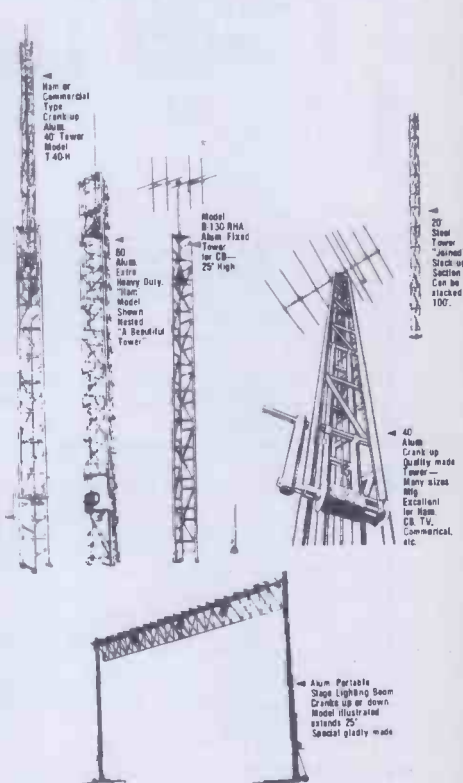 Ham or
Commercial
Type
Crank up
Alum.
40' Tower
Model
T-40-H
60
Alum.
Extra
Heavy Duty.
"Ham
Model
Shown
Nested
"A Beautiful
Tower"
Model
B-130 RHA
Alum Fixed
Tower
for CB—
25' High
20'
Steel
Tower
"Joined
Stack up
Section
Can be
stacked
100'.
40'
Alum
Crank up
Quality made
Tower—
Many sizes
Mfg.
Excellent
for Ham,
CB, TV,
Commerical,
etc.
Alum Portable
Stage Lighting Boom
Cranks up or down
Model illustrated
extends 25'
Special gladly made